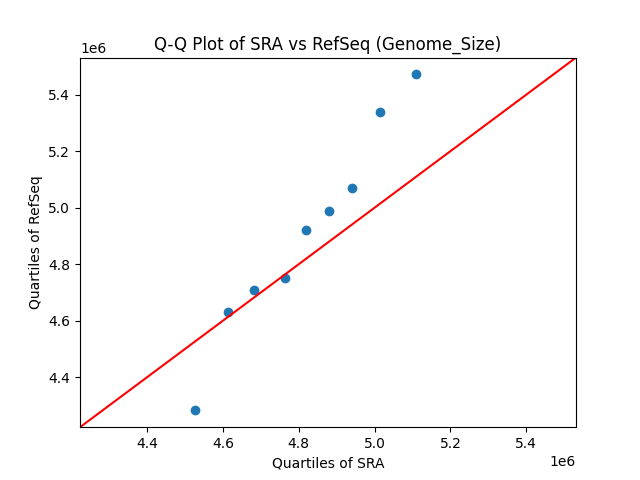 Q-Q Plot of SRA vs RefSeq (Genome_Size)
1e6
5.4
5.2
5.0
4.8
4.6
4.4
Quartiles of RefSeq
4.4 4.6 4.8 5.0 5.2 5.4
Quartiles of SRA
1e6